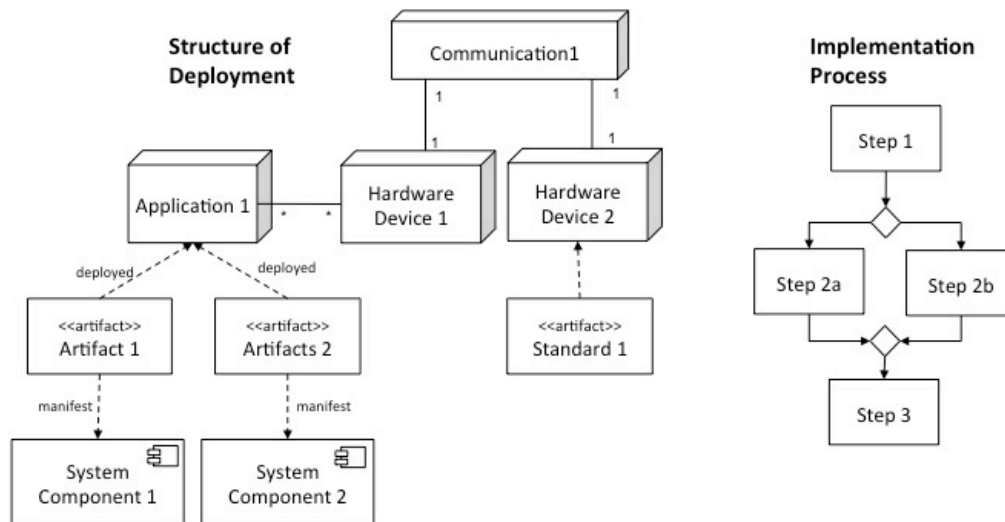 Structure of
Deployment
Communication1
Implementation
Process
1
1
1
1
Step 1
Application 1
*
*
Hardware
Device 1
Hardware
Device 2
deployed
deployed
Step 2a
Step 2b
<<artifact>>
Artifact 1
<<artifact>>
Artifacts 2
<<artifact>>
Standard 1
manifest
manifest
Step 3
System
Component 1
System
Component 2